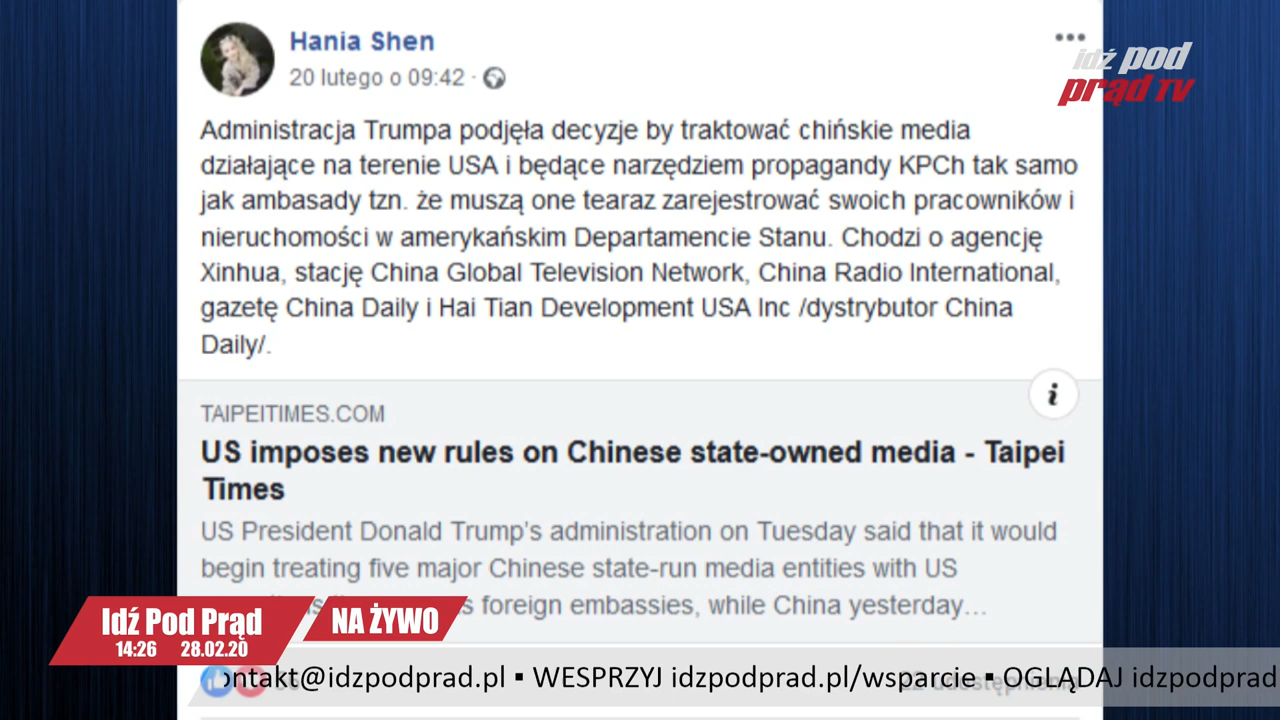 Hania Shen
20 lutego o 09:42 ·
idź pod
prąd TV
Administracja Trumpa podjęła decyzje by traktować chińskie media
działające na terenie USA i będące narzędziem propagandy KPCh tak samo
jak ambasady tzn. że muszą one tearaz zarejestrować swoich pracowników i
nieruchomości w amerykańskim Departamencie Stanu. Chodzi o agencję
Xinhua, stację China Global Television Network, China Radio International,
gazetę China Daily i Hai Tian Development USA Inc /dystrybutor China
Daily/.
i
TAIPEITIMES.COM
US imposes new rules on Chinese state-owned media - Taipei
Times
US President Donald Trump's administration on Tuesday said that it would
begin treating five major Chinese state-run media entities with US
foreign embassies, while China yesterday...
Idź Pod Prąd
14:26 28.02.20
NA ŻYWO
ontakt@idzpodprad.pl ▪ WESPRZYJ idzpodprad.pl/wsparcie ▪ OGLĄDAJ idzpodprad